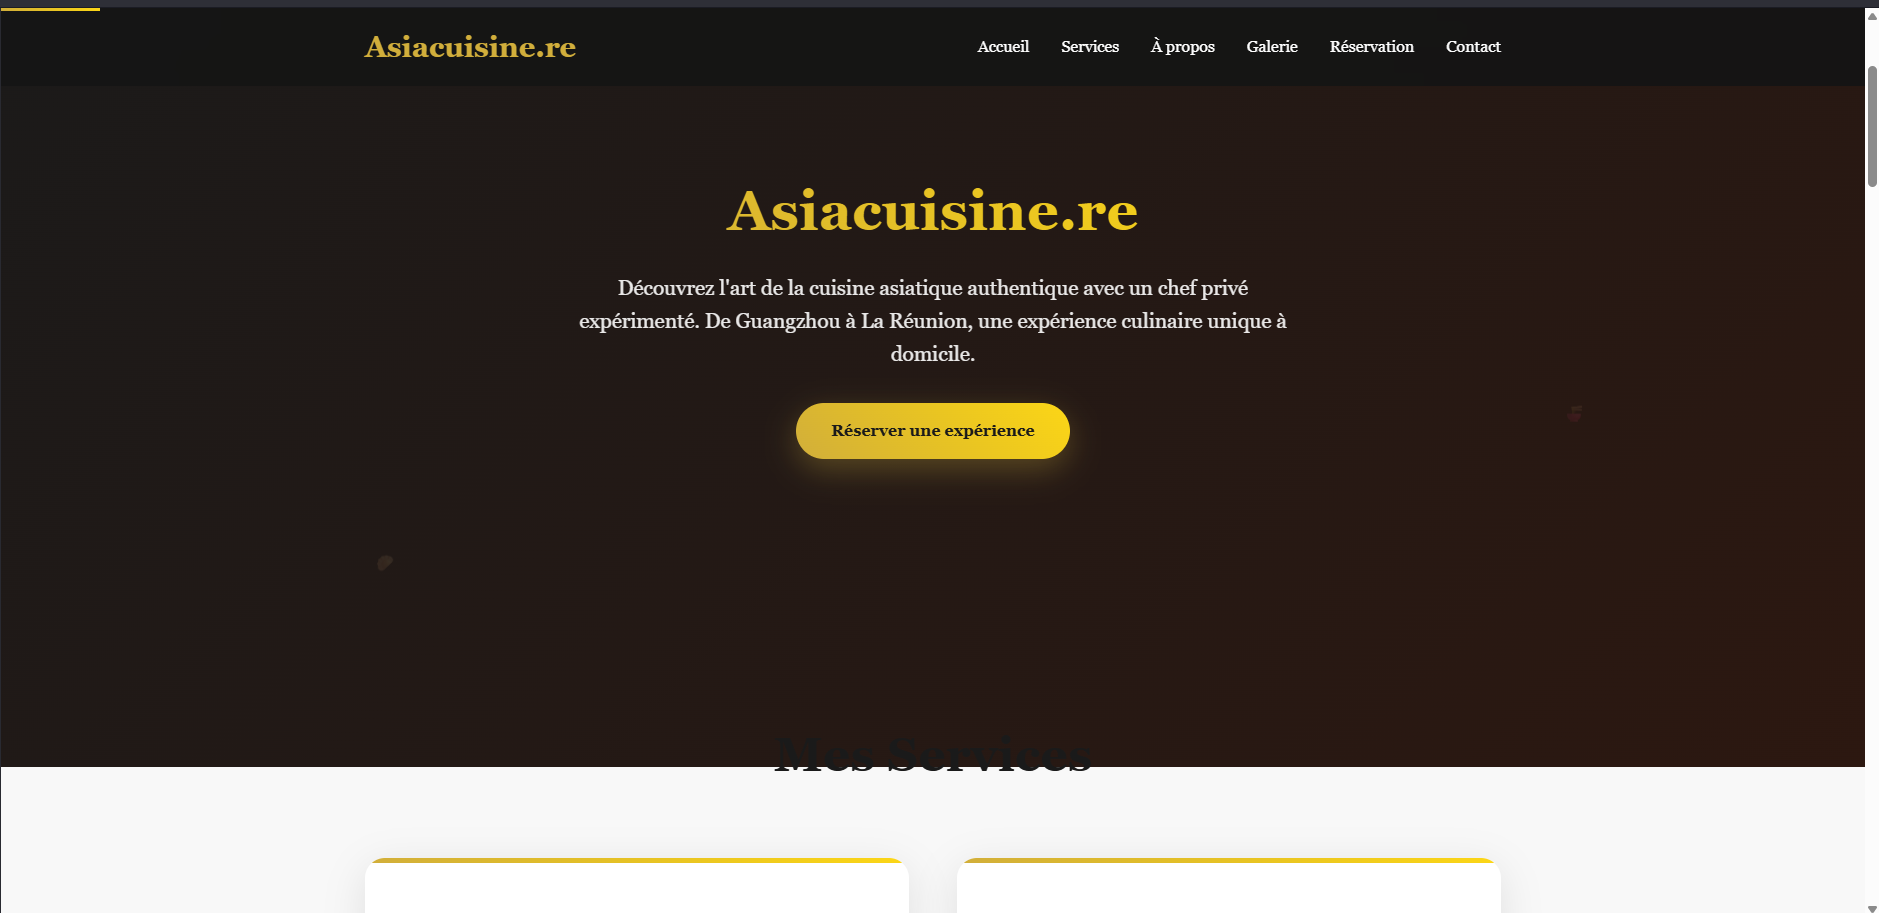 Asiacuisine.re
Accueil Services À propos Galerie Réservation Contact
Asiacuisine.re
Découvrez l'art de la cuisine asiatique authentique avec un chef privé
expérimenté. De Guangzhou à La Réunion, une expérience culinaire unique à
domicile.
Réserver une expérience
Mes Services